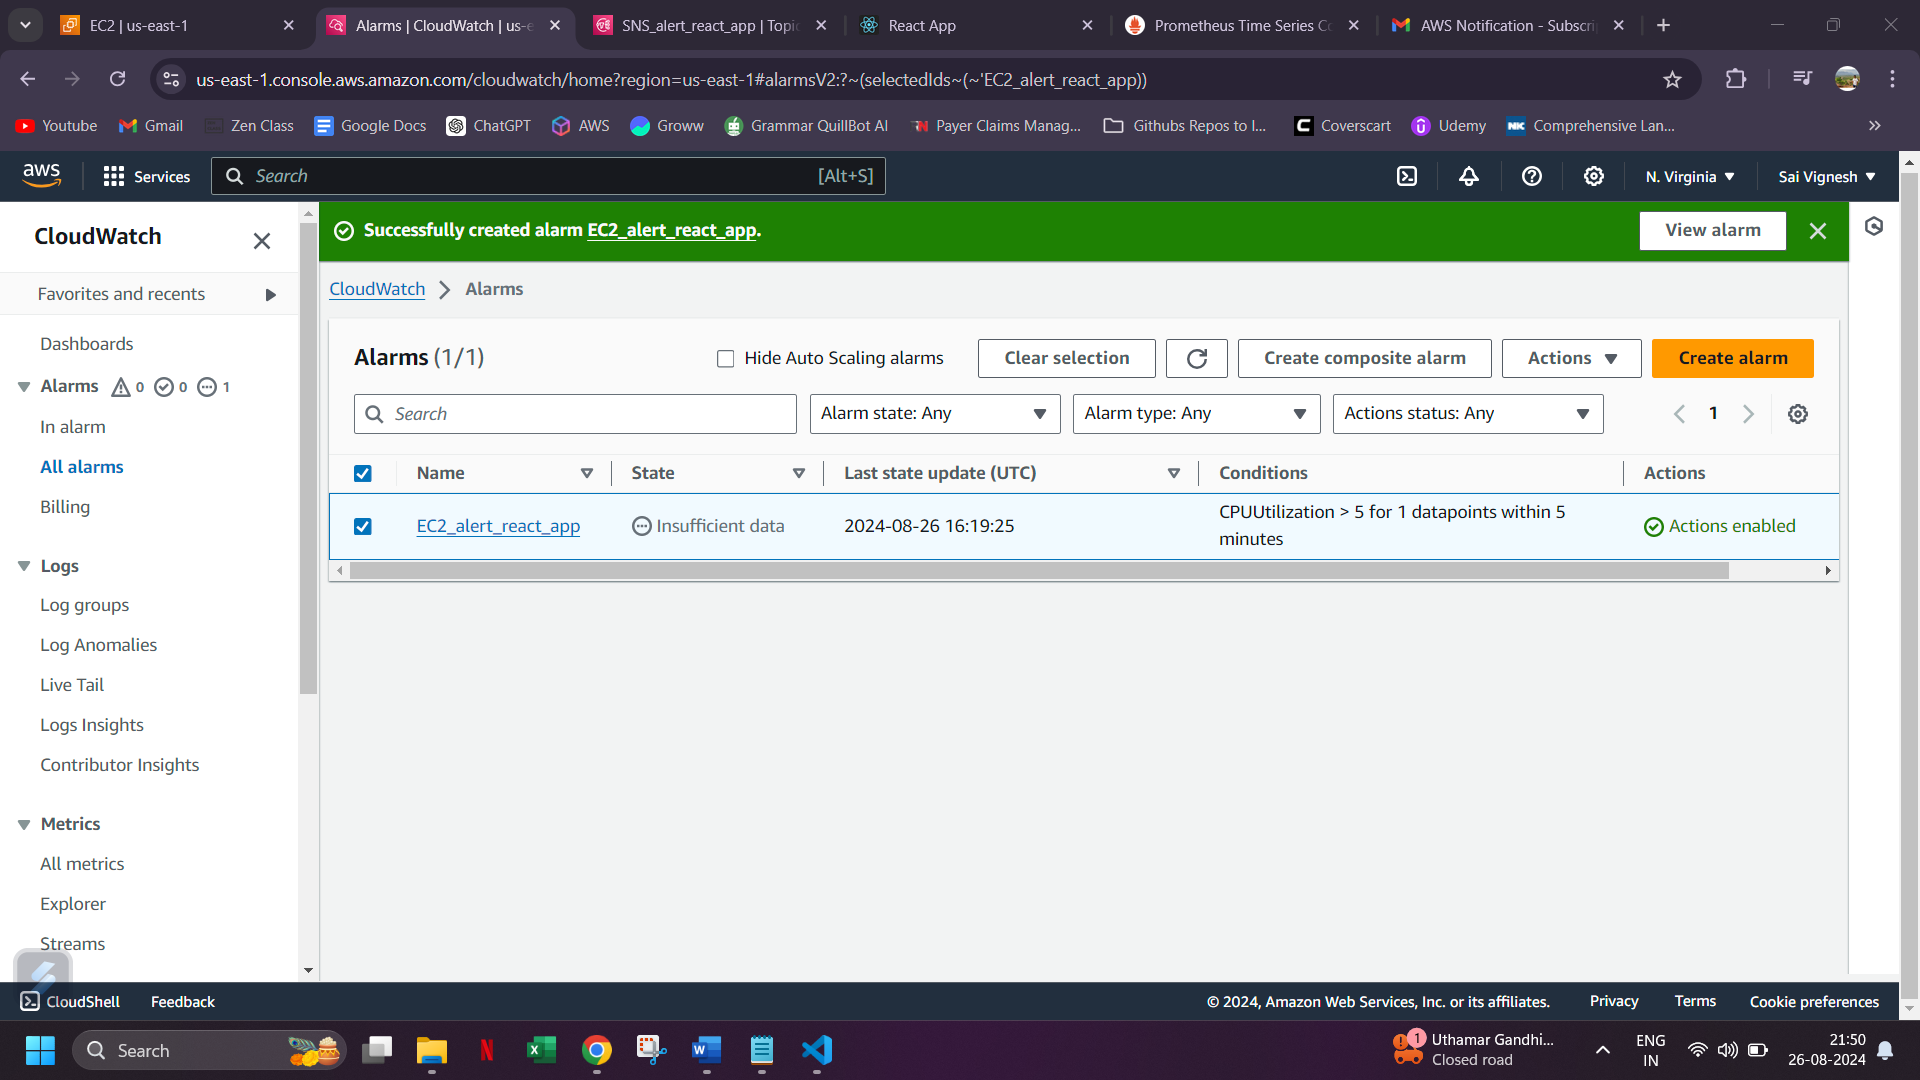 EC2 | us-east-1
Alarms | CloudWatch | us-e
SNS_alert_react_app | Topic
React App
Prometheus Time Series Co
AWS Notification - Subscri
us-east-1.console.aws.amazon.com/cloudwatch/home?region=us-east-1#alarmsV2:?~(selectedIds~(~'EC2_alert_react_app))
Youtube
Gmail
Zen Class
Google Docs
ChatGPT
AWS
Groww
Grammar QuillBot AI
Payer Claims Manag...
Githubs Repos to l...
Coverscart
Udemy
Comprehensive Lan...
aws
Services
Search
[Alt+S]
N. Virginia
Sai Vignesh
CloudWatch
Favorites and recents
Dashboards
Alarms 0 0 1
In alarm
All alarms
Billing
Logs
Log groups
Log Anomalies
Live Tail
Logs Insights
Contributor Insights
Metrics
All metrics
Explorer
Streams
Successfully created alarm EC2_alert_react_app.
View alarm
CloudWatch
Alarms
Alarms (1/1)
Hide Auto Scaling alarms
Clear selection
Create composite alarm
Actions
Create alarm
Search
Alarm state: Any
Alarm type: Any
Actions status: Any
1
Name
State
Last state update (UTC)
Conditions
Actions
EC2_alert_react_app
Insufficient data
2024-08-26 16:19:25
CPUUtilization > 5 for 1 datapoints within 5
minutes
Actions enabled
CloudShell
Feedback
© 2024, Amazon Web Services, Inc. or its affiliates.
Privacy
Terms
Cookie preferences
Search
1
Uthamar Gandhi...
Closed road
ENG
IN
21:50
26-08-2024